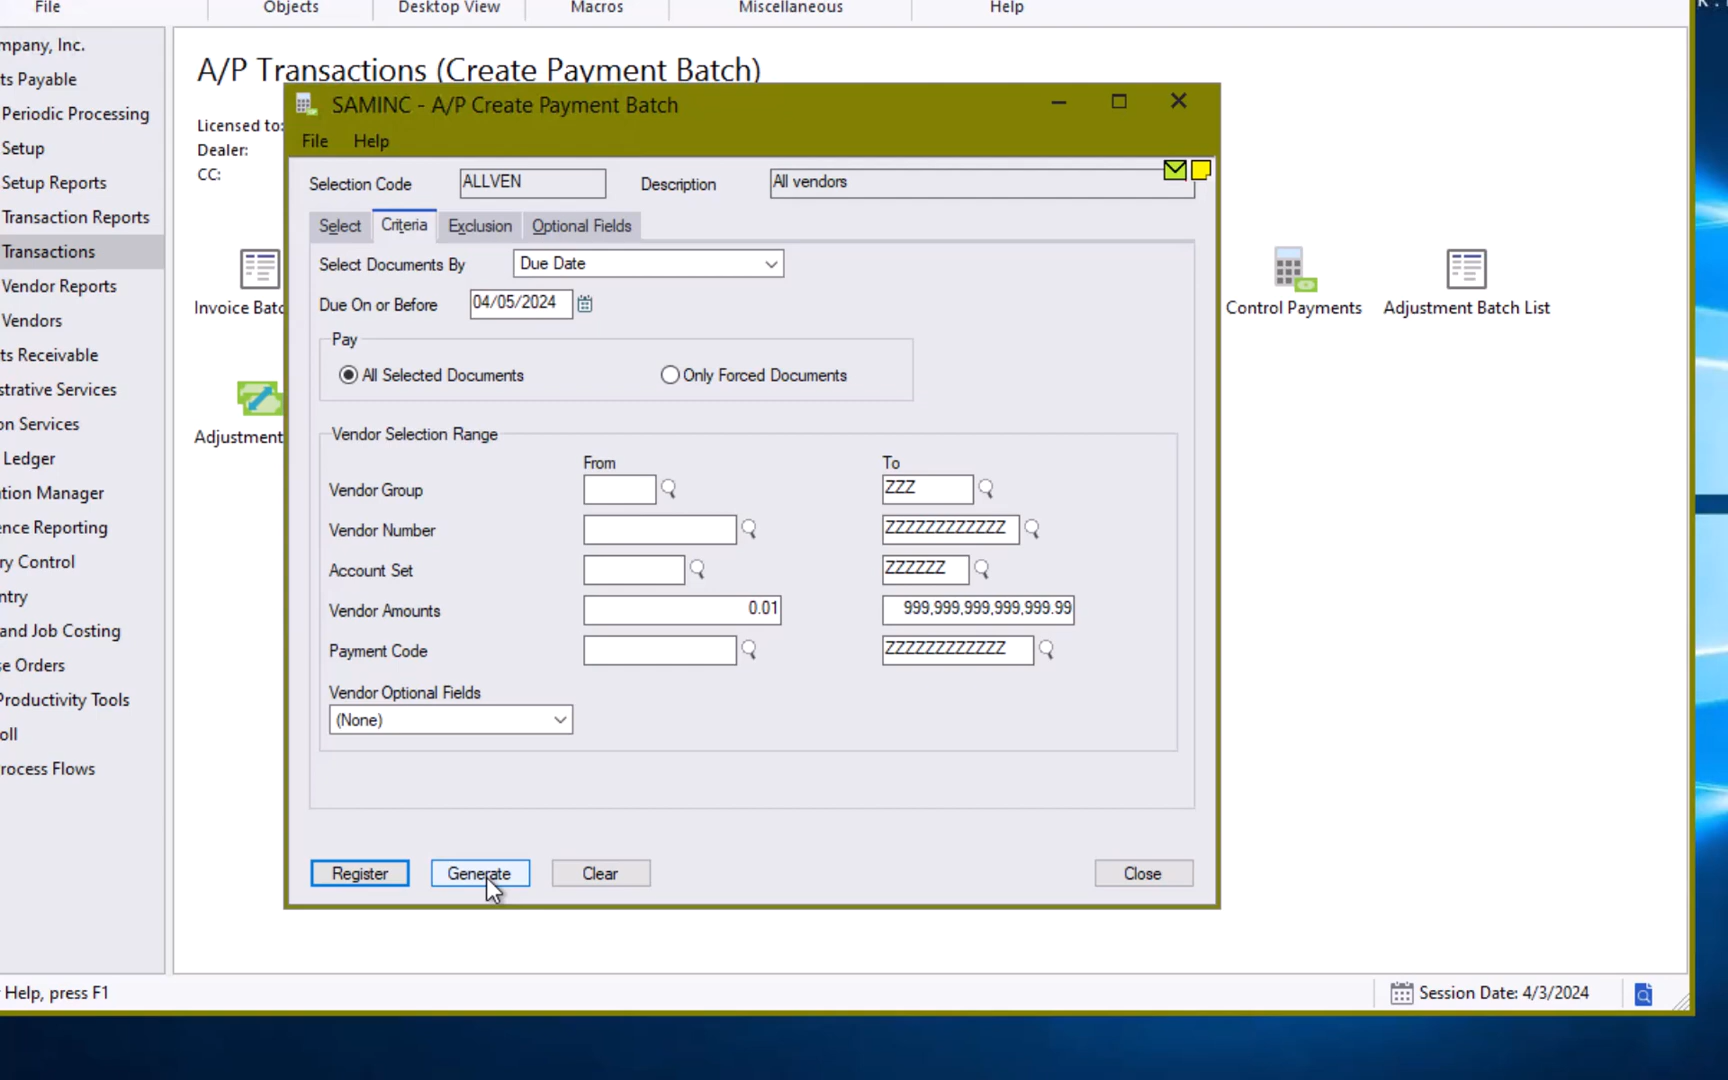 File
Objects
Desktop View
Macros
Miscellaneous
Help
mpany, Inc.
ts Payable
Periodic Processing
Setup
Setup Reports
Transaction Reports
Transactions
Vendor Reports
Vendors
ts Receivable
strative Services
on Services
Ledger
ution Manager
ence Reporting
ry Control
ntry
and Job Costing
e Orders
Productivity Tools
oll
rocess Flows
A/P Transactions (Create Payment Batch)
Licensed to:
Dealer:
CC:
Invoice Batc
Adjustment
Control Payments
Adjustment Batch List
SAMINC - A/P Create Payment Batch
File Help
Selection Code ALLVEN Description All vendors
Select Criteria Exclusion Optional Fields
Select Documents By Due Date
Due On or Before 04/05/2024
Pay
All Selected Documents Only Forced Documents
Vendor Selection Range
From To
Vendor Group ZZZ
Vendor Number ZZZZZZZZZZZZ
Account Set ZZZZZZ
Vendor Amounts 0.01 999,999,999,999,999.99
Payment Code ZZZZZZZZZZZZ
Vendor Optional Fields
(None)
Register Generate Clear Close
Help, press F1
Session Date: 4/3/2024